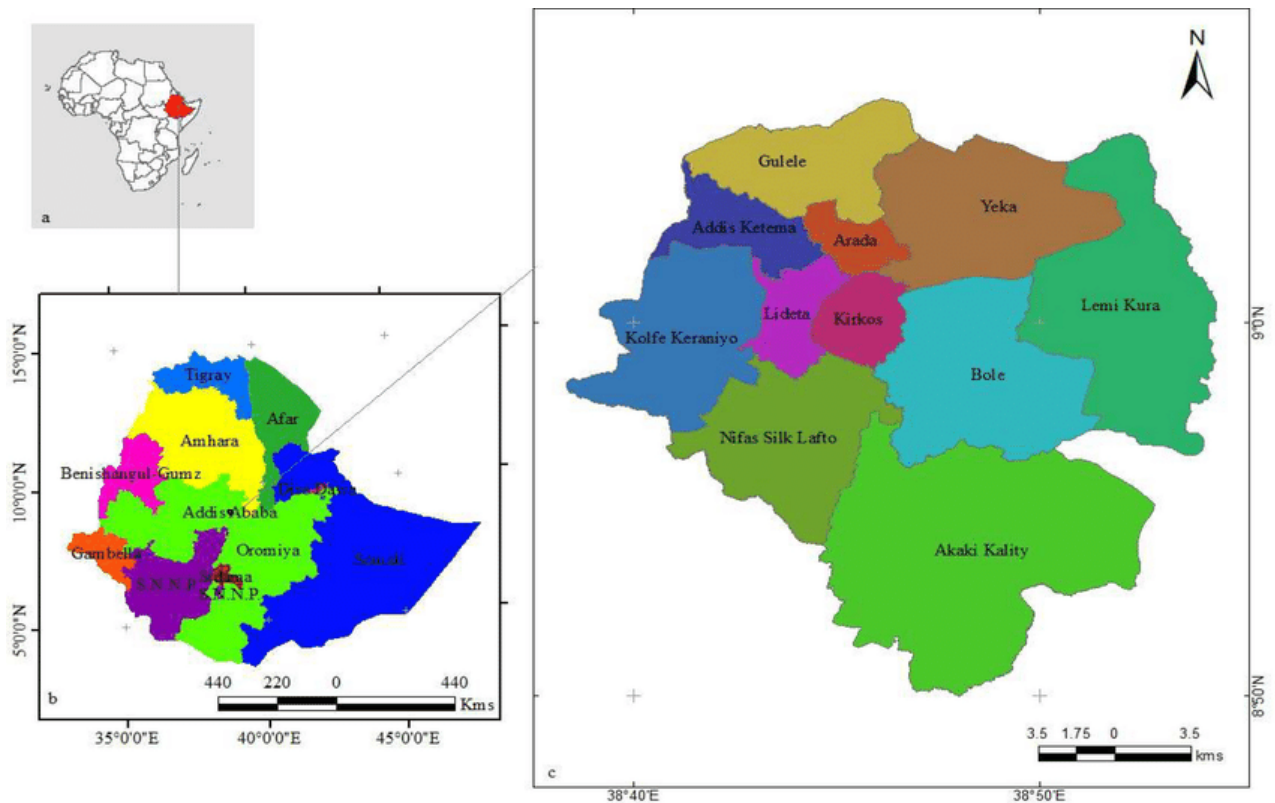 a
15°0'0"N
10°0'0"N
5°0'0"N
Tigray
Afar
Amhara
Benishangul-Gumz
Dire Dawa
Addis Ababa
Oromiya
Gambella
Somali
Sidama
S.N.N.P.
S.N.N.P.
440 220 0 440
Kms
b
35°0'0"E 40°0'0"E 45°0'0"E
N
Gulele
Yeka
Addis Ketema
Arada
Lemi Kura
Lideta
Kirkos
Kolfe Keraniyo
Bole
Nifas Silk Lafto
Akaki Kality
9°0'N
8°50'N
3.5 1.75 0 3.5
kms
c
38°40'E 38°50'E